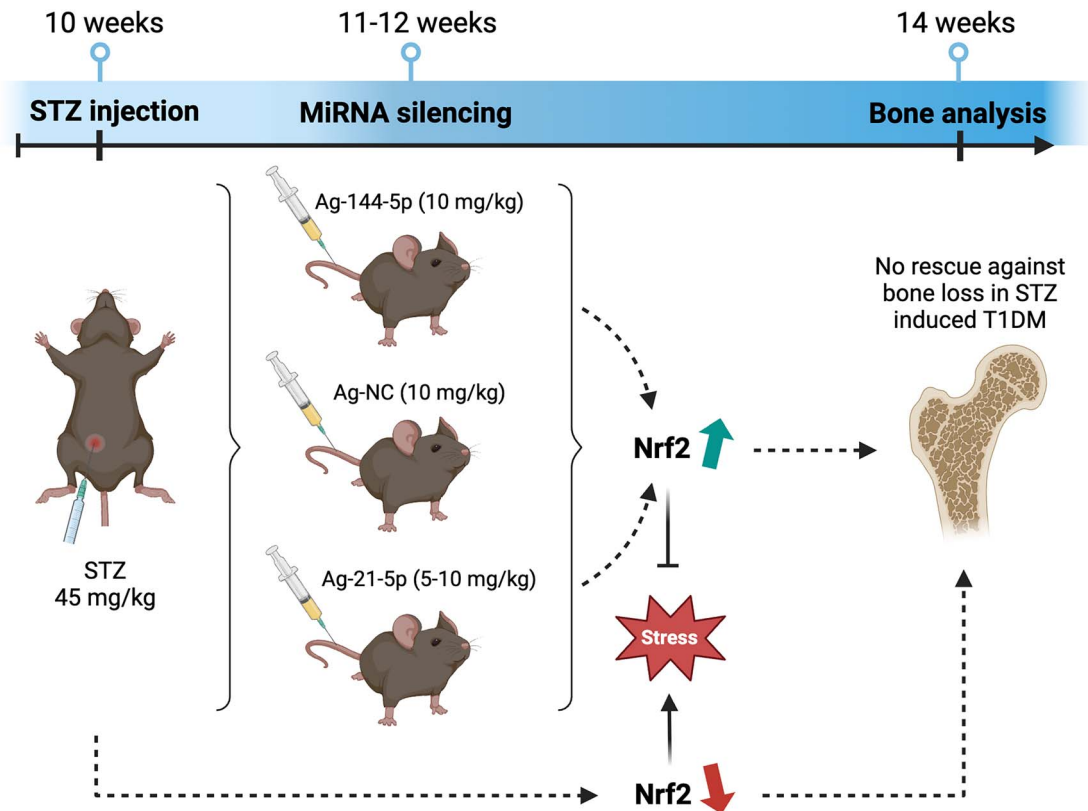 10 weeks
11-12 weeks
14 weeks
STZ injection
MiRNA silencing
Bone analysis
Ag-144-5p (10 mg/kg)
Ag-NC (10 mg/kg)
Ag-21-5p (5-10 mg/kg)
STZ
45 mg/kg
Nrf2
Stress
Nrf2
No rescue against
bone loss in STZ
induced T1DM